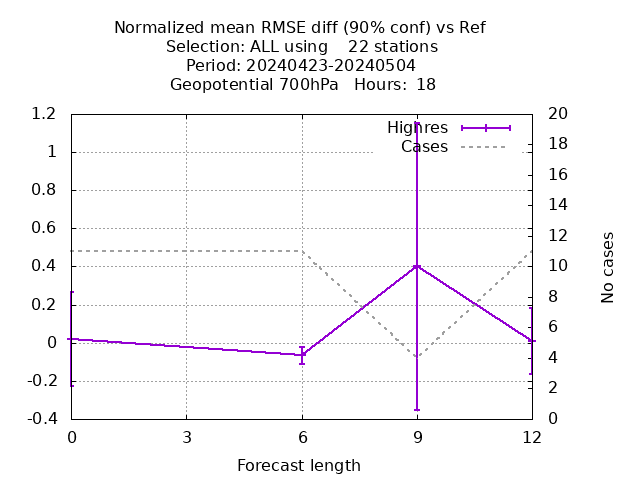 Normalized mean RMSE diff (90% conf) vs Ref
Selection: ALL using    22 stations
Period: 20240423-20240504
Geopotential 700hPa   Hours:  18
1.2
1
0.8
0.6
0.4
0.2
0
-0.2
-0.4
Highres
Cases
20
18
16
14
12
10
8
6
4
2
0
No cases
0 3 6 9 12
Forecast length